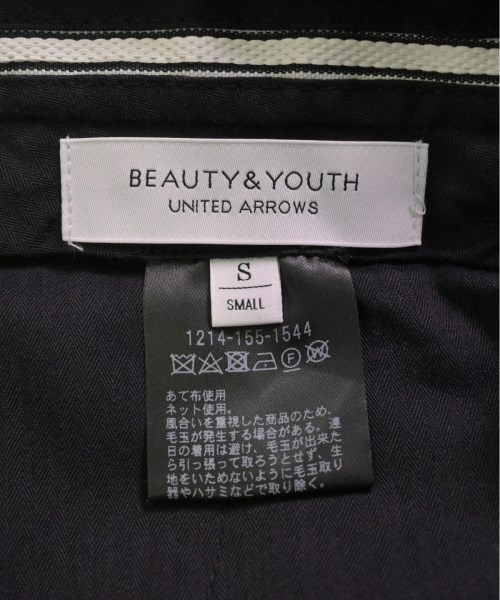 BEAUTY&YOUTH
UNITED ARROWS
S
SMALL
1214-155-1544
あて布使用
ネット使用。
風合いを重視した商品のため、
毛玉が発生する場合がある。連
日の着用は避け、毛玉が出来た
ら引っ張って取ろうとせず、生
地をいためないように毛玉取り
器やハサミなどで取り除く。